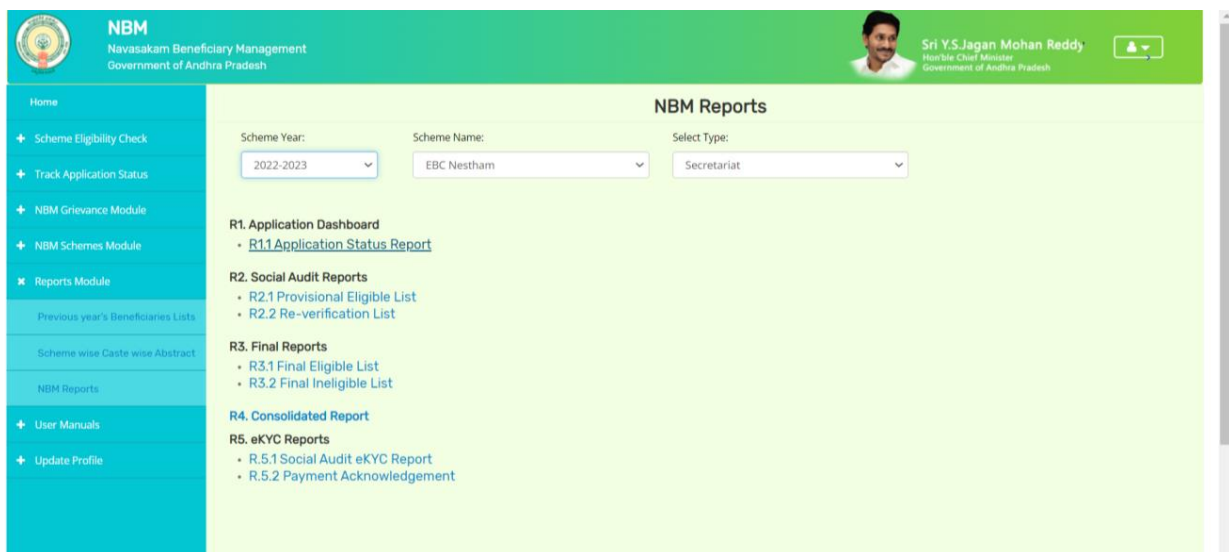 NBM
Navasakam Beneficiary Management
Government of Andhra Pradesh
Sri Y.S.Jagan Mohan Reddy
Hon'ble Chief Minister
Government of Andhra Pradesh
Home
Scheme Eligibility Check
Track Application Status
NBM Grievance Module
NBM Schemes Module
Reports Module
Previous year's Beneficiaries Lists
Scheme wise Caste wise Abstract
NBM Reports
User Manuals
Update Profile
NBM Reports
Scheme Year: Scheme Name: Select Type:
2022-2023 EBC Nestham Secretariat
R1. Application Dashboard
• R1.1 Application Status Report
R2. Social Audit Reports
• R2.1 Provisional Eligible List
• R2.2 Re-verification List
R3. Final Reports
• R3.1 Final Eligible List
• R3.2 Final Ineligible List
R4. Consolidated Report
R5. eKYC Reports
• R.5.1 Social Audit eKYC Report
• R.5.2 Payment Acknowledgement